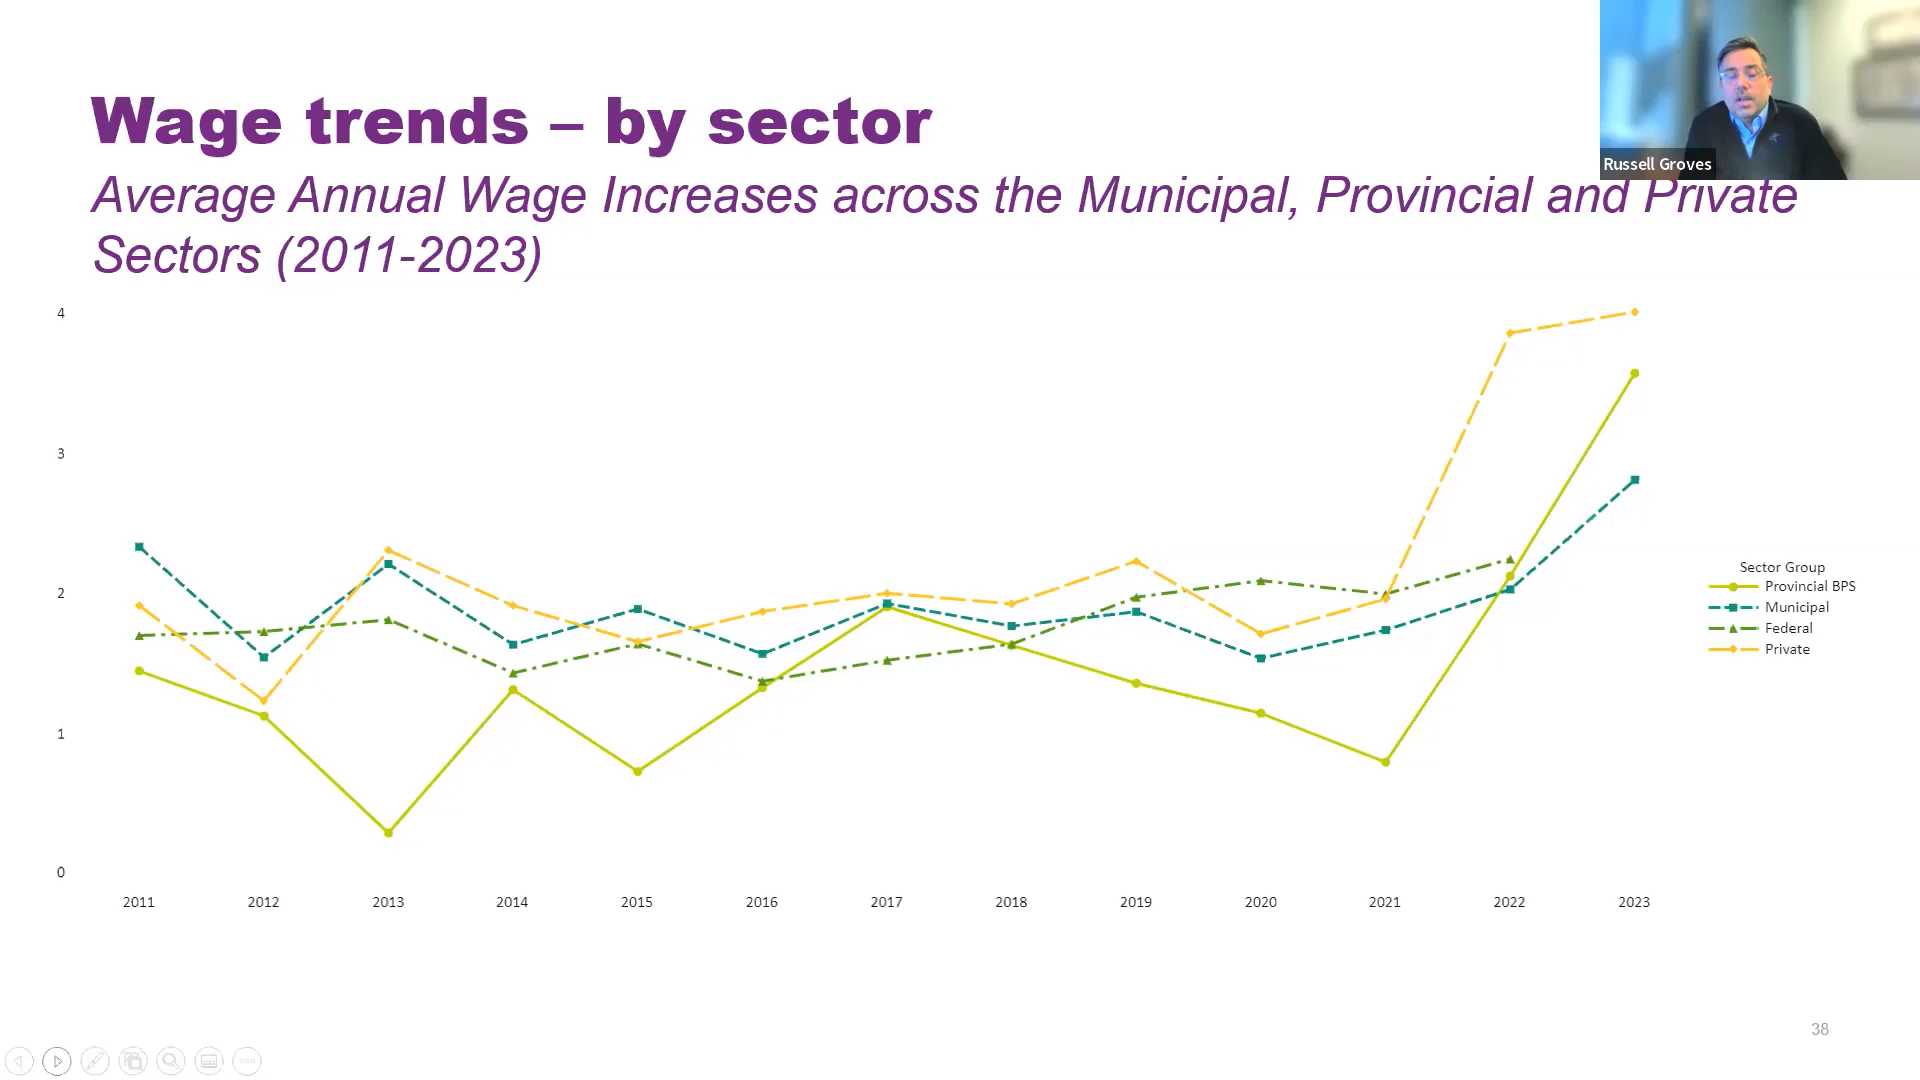 Wage trends – by sector
Russell Groves
Average Annual Wage Increases across the Municipal, Provincial and Private
Sectors (2011-2023)
4
3
2
1
0
2011 2012 2013 2014 2015 2016 2017 2018 2019 2020 2021 2022 2023
Sector Group
Provincial BPS
Municipal
Federal
Private
38